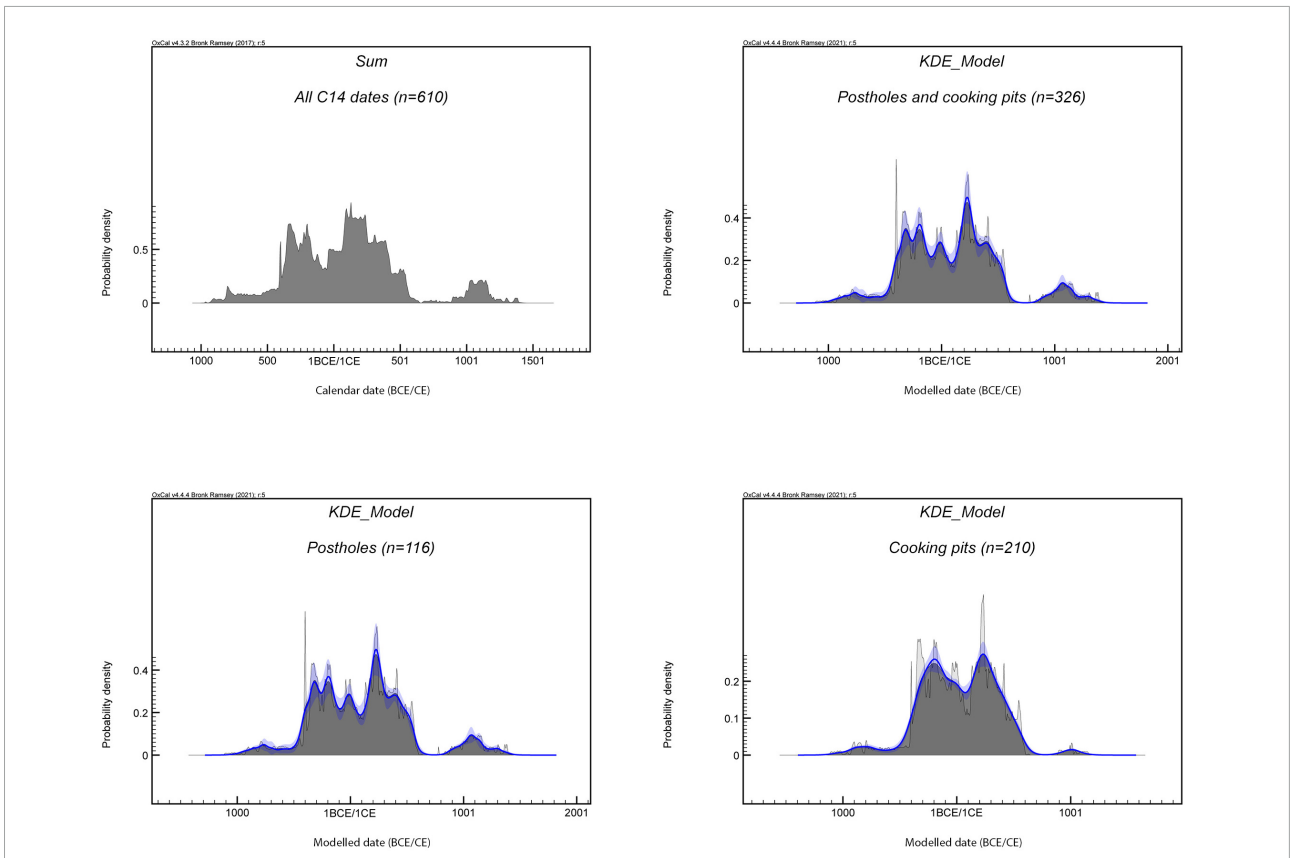 OxCal v4.3.2 Bronk Ramsey (2017); r:5
Sum
All C14 dates (n=610)
Probability density
0.5
0
1000 500 1BCE/1CE 501 1001 1501
Calendar date (BCE/CE)
OxCal v4.4.4 Bronk Ramsey (2021); r:5
KDE_Model
Postholes and cooking pits (n=326)
Probability density
0.4
0.2
0
1000 1BCE/1CE 1001 2001
Modelled date (BCE/CE)
OxCal v4.4.4 Bronk Ramsey (2021); r:5
KDE_Model
Postholes (n=116)
Probability density
0.4
0.2
0
1000 1BCE/1CE 1001 2001
Modelled date (BCE/CE)
OxCal v4.4.4 Bronk Ramsey (2021); r:5
KDE_Model
Cooking pits (n=210)
Probability density
0.2
0.1
0
1000 1BCE/1CE 1001
Modelled date (BCE/CE)